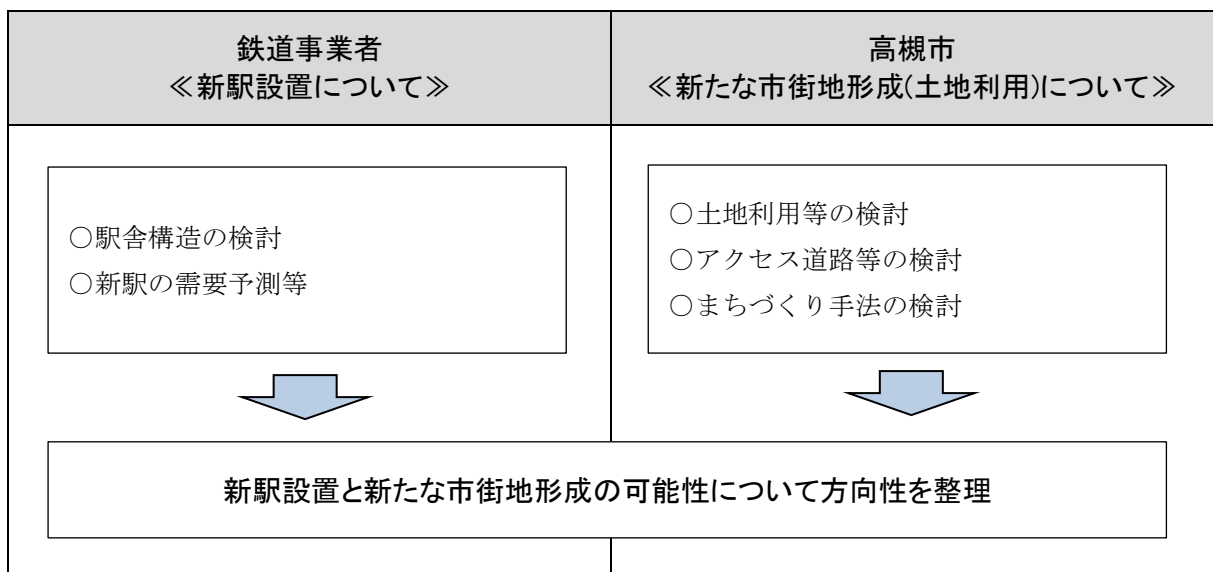 鉄道事業者
≪新駅設置について≫
高槻市
≪新たな市街地形成(土地利用)について≫
○駅舎構造の検討
○新駅の需要予測等
○土地利用等の検討
○アクセス道路等の検討
○まちづくり手法の検討
新駅設置と新たな市街地形成の可能性について方向性を整理